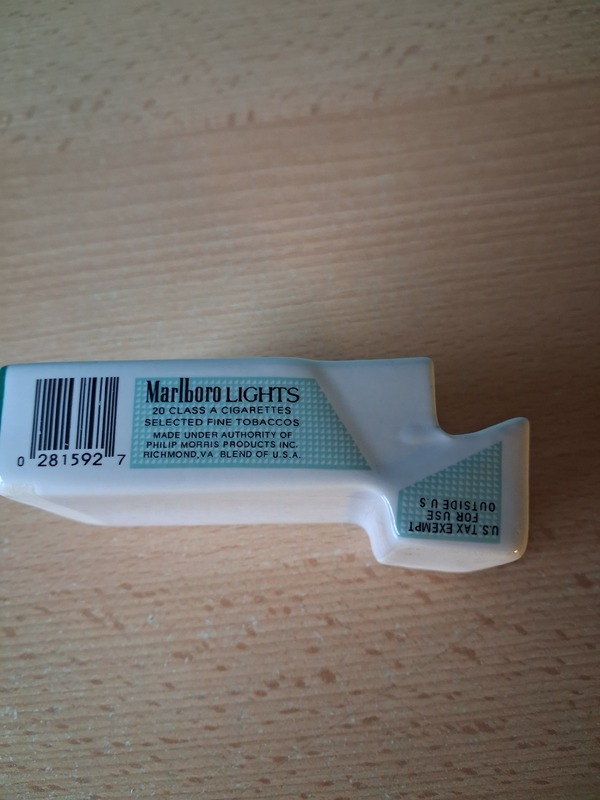 Marlboro LIGHTS
20 CLASS A CIGARETTES
SELECTED FINE TOBACCOS
MADE UNDER AUTHORITY OF
PHILIP MORRIS PRODUCTS INC.
RICHMOND, VA BLEND OF U.S.A.
0 281592 7
U.S. TAX EXEMPT
FOR USE
OUTSIDE U S